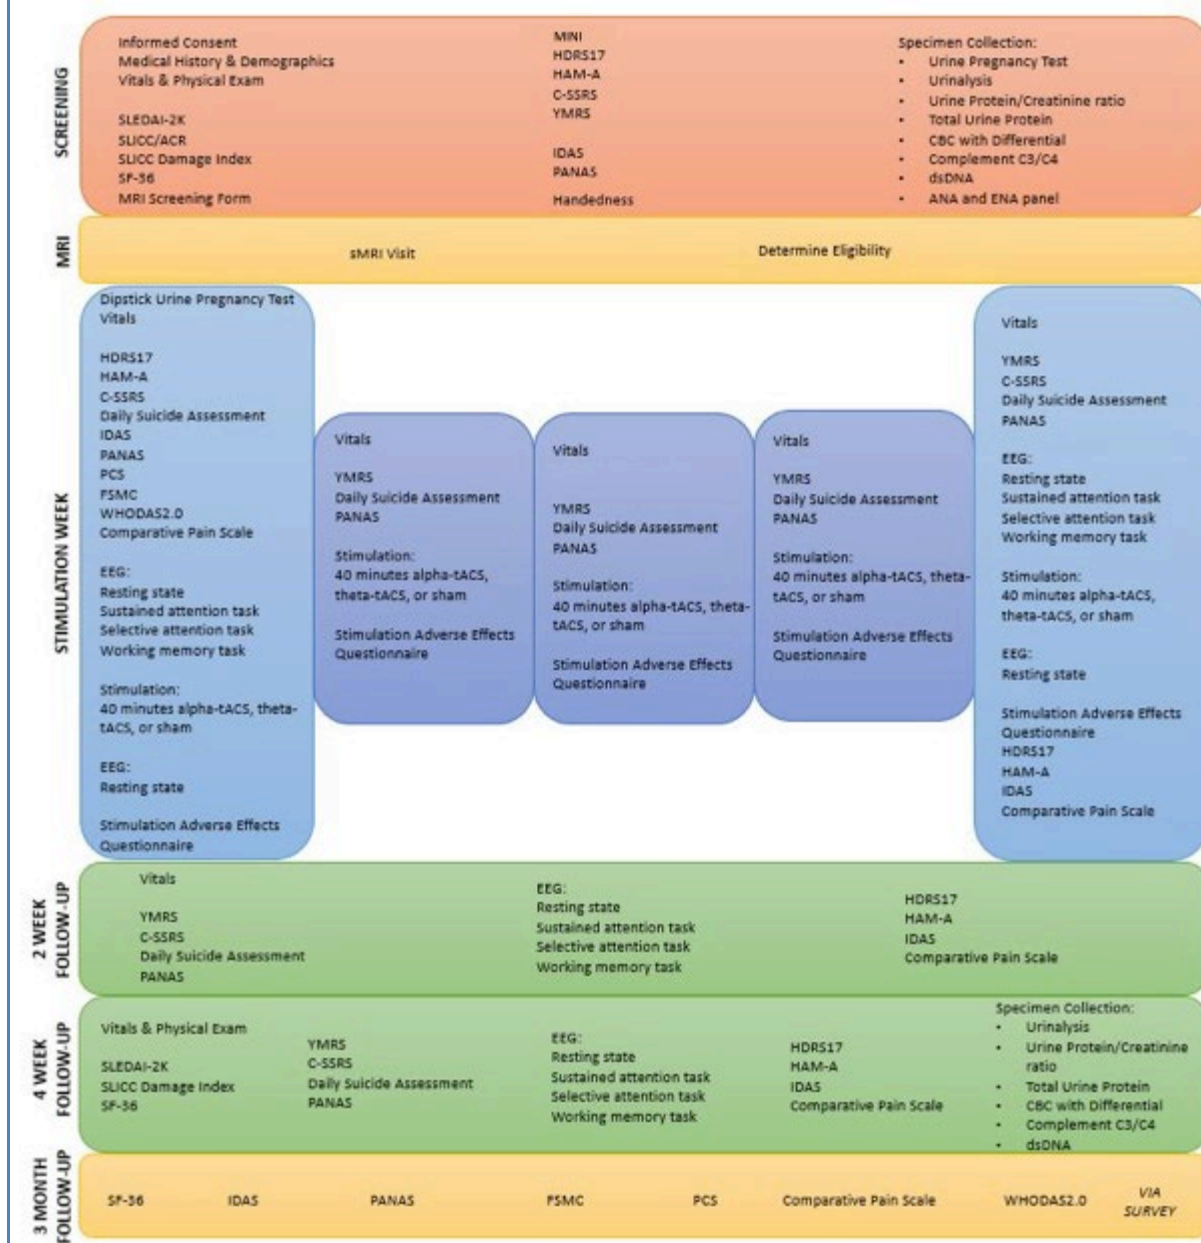 SCREENING
Informed Consent
Medical History & Demographics
Vitals & Physical Exam
SLEDAI-2K
SLICC/ACR
SLICC Damage Index
SF-36
MRI Screening Form
MINI
HDRS17
HAM-A
C-SSRS
YMRS
IDAS
PANAS
Handedness
Specimen Collection:
• Urine Pregnancy Test
• Urinalysis
• Urine Protein/Creatinine ratio
• Total Urine Protein
• CBC with Differential
• Complement C3/C4
• dsDNA
• ANA and ENA panel
MRI
sMRI Visit
Determine Eligibility
STIMULATION WEEK
Dipstick Urine Pregnancy Test
Vitals
HDRS17
HAM-A
C-SSRS
Daily Suicide Assessment
IDAS
PANAS
PCS
FSMC
WHODAS2.0
Comparative Pain Scale
EEG:
Resting state
Sustained attention task
Selective attention task
Working memory task
Stimulation:
40 minutes alpha-tACS, theta-
tACS, or sham
EEG:
Resting state
Stimulation Adverse Effects
Questionnaire
Vitals
YMRS
Daily Suicide Assessment
PANAS
Stimulation:
40 minutes alpha-tACS,
theta-tACS, or sham
Stimulation Adverse Effects
Questionnaire
Vitals
YMRS
Daily Suicide Assessment
PANAS
Stimulation:
40 minutes alpha-tACS, theta-
tACS, or sham
Stimulation Adverse Effects
Questionnaire
Vitals
YMRS
Daily Suicide Assessment
PANAS
Stimulation:
40 minutes alpha-tACS, theta-
tACS, or sham
Stimulation Adverse Effects
Questionnaire
Vitals
YMRS
C-SSRS
Daily Suicide Assessment
PANAS
EEG:
Resting state
Sustained attention task
Selective attention task
Working memory task
Stimulation:
40 minutes alpha-tACS,
theta-tACS, or sham
EEG:
Resting state
Stimulation Adverse Effects
Questionnaire
HDRS17
HAM-A
IDAS
Comparative Pain Scale
2 WEEK
FOLLOW-UP
Vitals
YMRS
C-SSRS
Daily Suicide Assessment
PANAS
EEG:
Resting state
Sustained attention task
Selective attention task
Working memory task
HDRS17
HAM-A
IDAS
Comparative Pain Scale
4 WEEK
FOLLOW-UP
Vitals & Physical Exam
SLEDAI-2K
SLICC Damage Index
SF-36
YMRS
C-SSRS
Daily Suicide Assessment
PANAS
EEG:
Resting state
Sustained attention task
Selective attention task
Working memory task
HDRS17
HAM-A
IDAS
Comparative Pain Scale
Specimen Collection:
• Urinalysis
• Urine Protein/Creatinine
ratio
• Total Urine Protein
• CBC with Differential
• Complement C3/C4
• dsDNA
3 MONTH
FOLLOW-UP
SF-36
IDAS
PANAS
FSMC
PCS
Comparative Pain Scale
WHODAS2.0
VIA
SURVEY